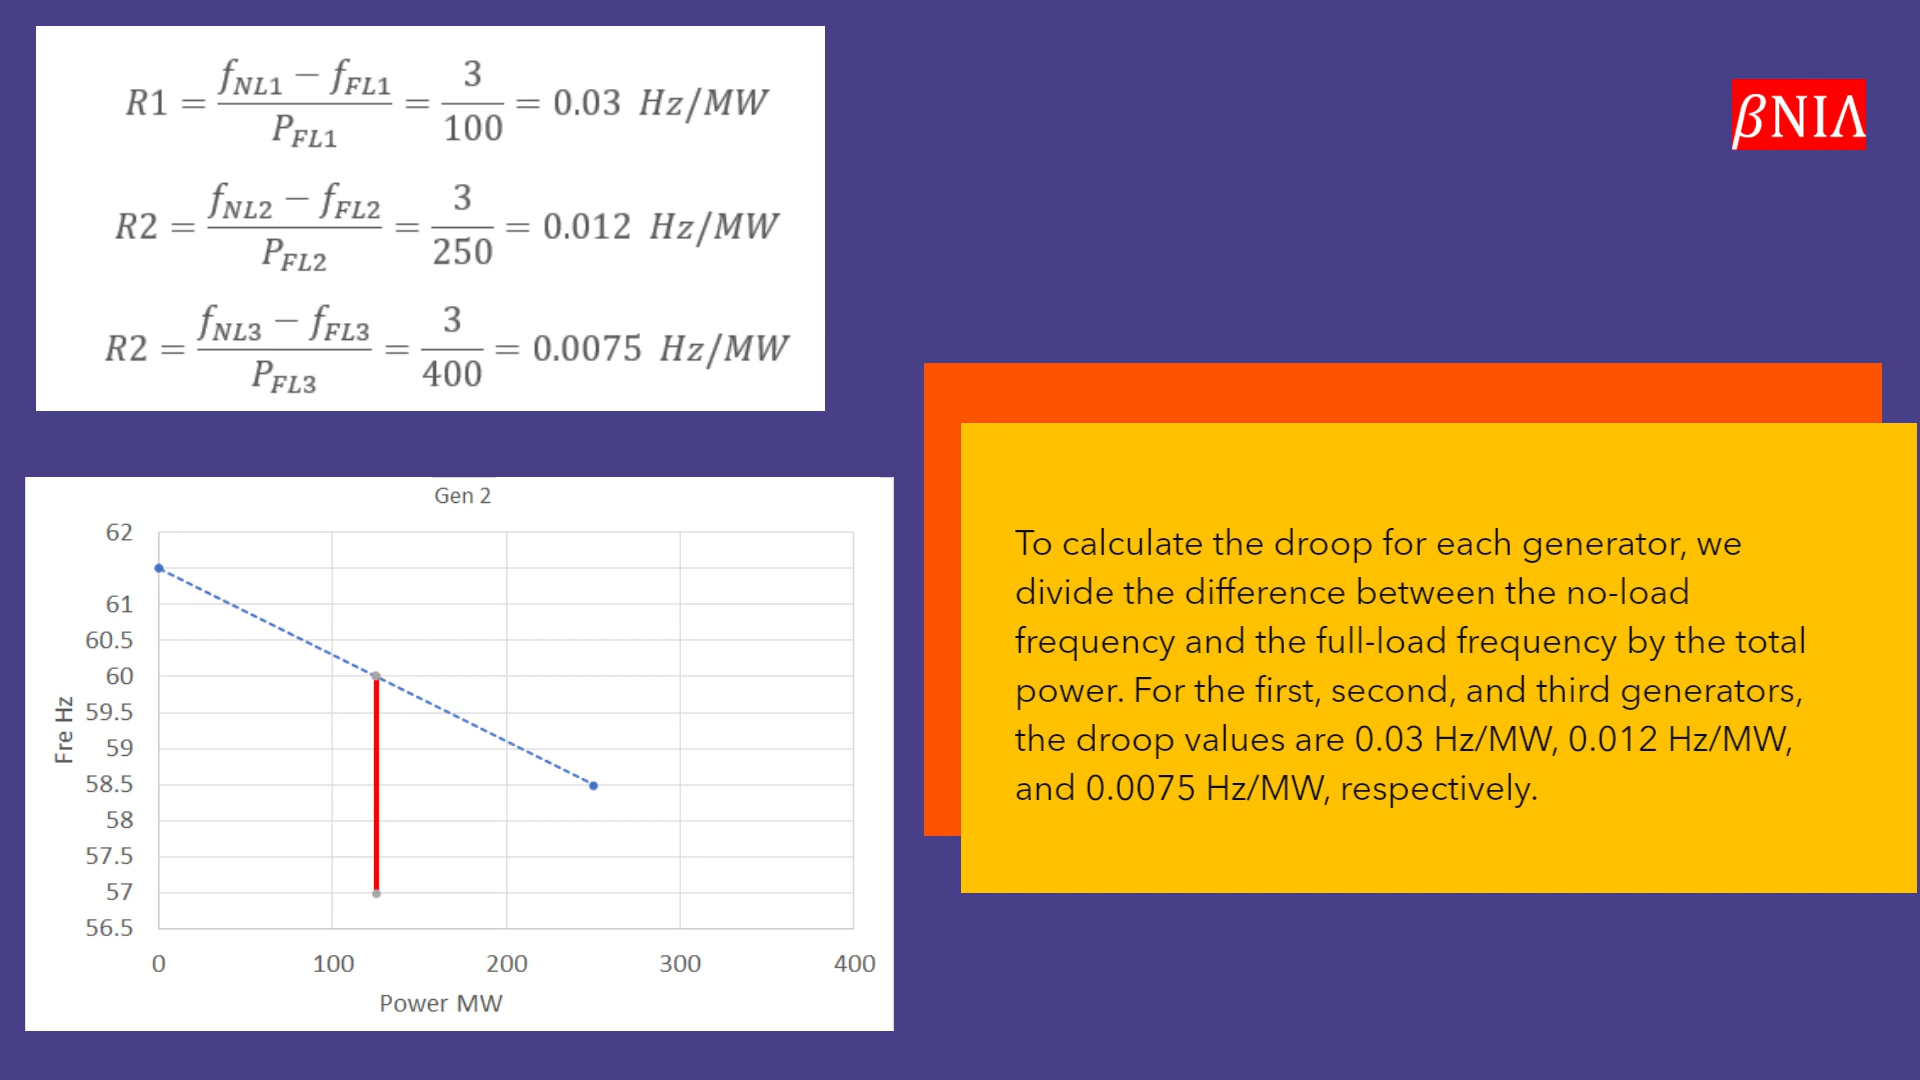 R1 = (f_NL1 − f_FL1) / P_FL1 = 3/100 = 0.03 Hz/MW
R2 = (f_NL2 − f_FL2) / P_FL2 = 3/250 = 0.012 Hz/MW
R2 = (f_NL3 − f_FL3) / P_FL3 = 3/400 = 0.0075 Hz/MW
βNIΛ
Gen 2
62
61
60.5
60
59.5
59
58.5
58
57.5
57
56.5
Fre Hz
0 100 200 300 400
Power MW
To calculate the droop for each generator, we
divide the difference between the no-load
frequency and the full-load frequency by the total
power. For the first, second, and third generators,
the droop values are 0.03 Hz/MW, 0.012 Hz/MW,
and 0.0075 Hz/MW, respectively.